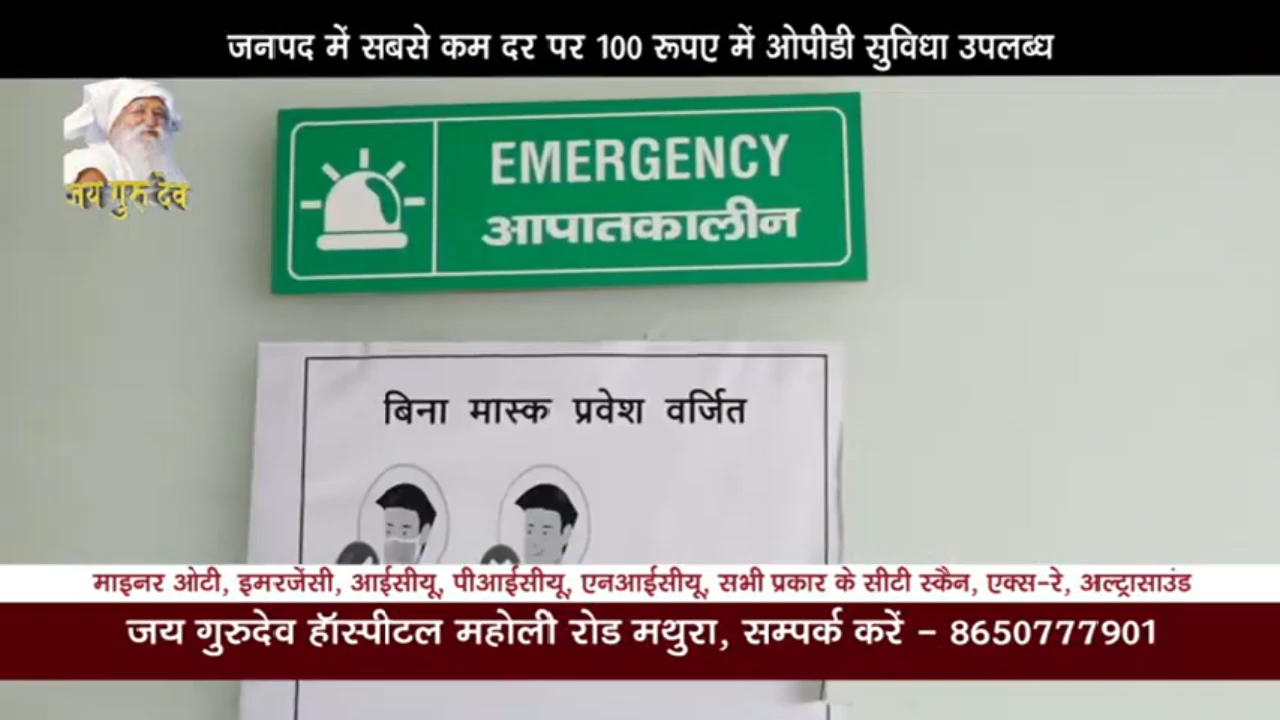 जनपद में सबसे कम दर पर 100 रूपए में ओपीडी सुविधा उपलब्ध
जय गुरु देव
EMERGENCY
आपातकालीन
बिना मास्क प्रवेश वर्जित
माइनर ओटी, इमरजेंसी, आईसीयू, पीआईसीयू, एनआईसीयू, सभी प्रकार के सीटी स्कैन, एक्स-रे, अल्ट्रासाउंड
जय गुरुदेव हॉस्पीटल महोली रोड मथुरा, सम्पर्क करें - 8650777901